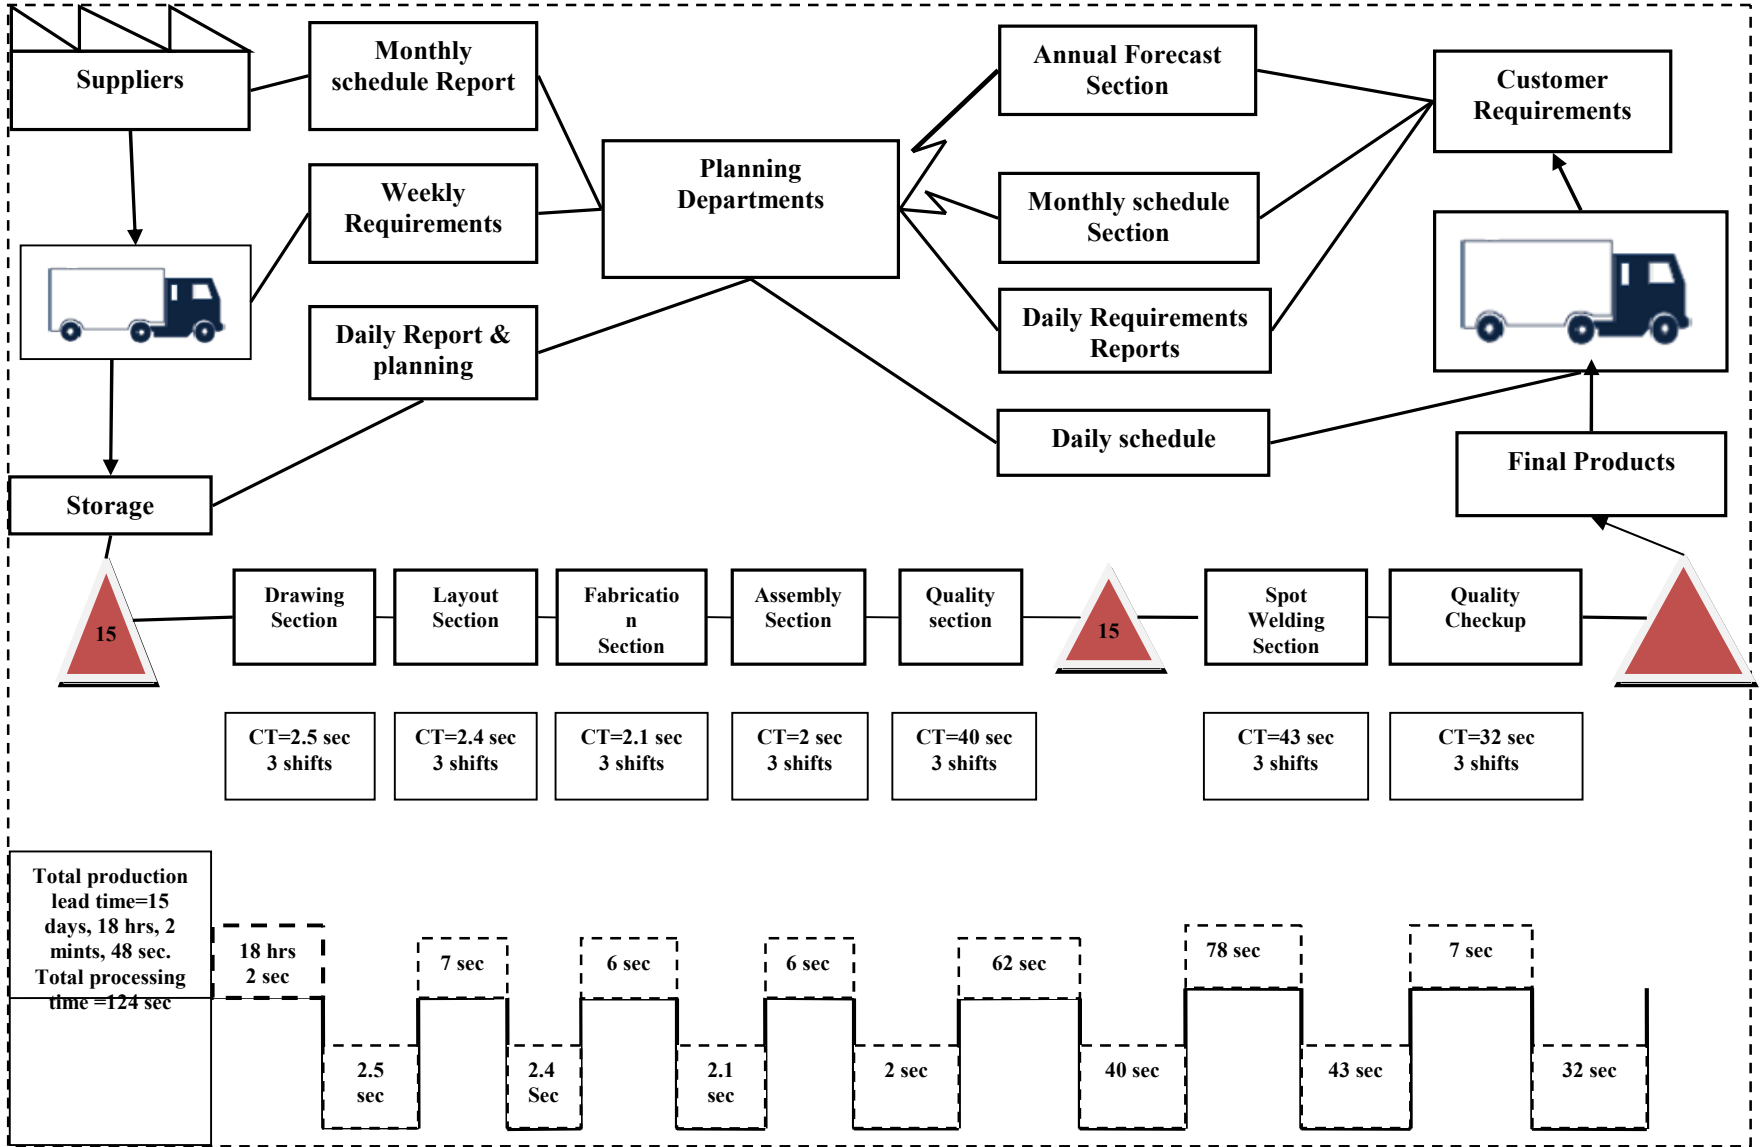 Suppliers
Monthly
schedule Report
Annual Forecast
Section
Customer
Requirements
Planning
Departments
Weekly
Requirements
Monthly schedule
Section
Daily Report &
planning
Daily Requirements
Reports
Daily schedule
Final Products
Storage
15
Drawing
Section
Layout
Section
Fabricatio
n
Section
Assembly
Section
Quality
section
15
Spot
Welding
Section
Quality
Checkup
CT=2.5 sec
3 shifts
CT=2.4 sec
3 shifts
CT=2.1 sec
3 shifts
CT=2 sec
3 shifts
CT=40 sec
3 shifts
CT=43 sec
3 shifts
CT=32 sec
3 shifts
Total production
lead time=15
days, 18 hrs, 2
mints, 48 sec.
Total processing
time =124 sec
18 hrs
2 sec
7 sec
6 sec
6 sec
62 sec
78 sec
7 sec
2.5
sec
2.4
Sec
2.1
sec
2 sec
40 sec
43 sec
32 sec